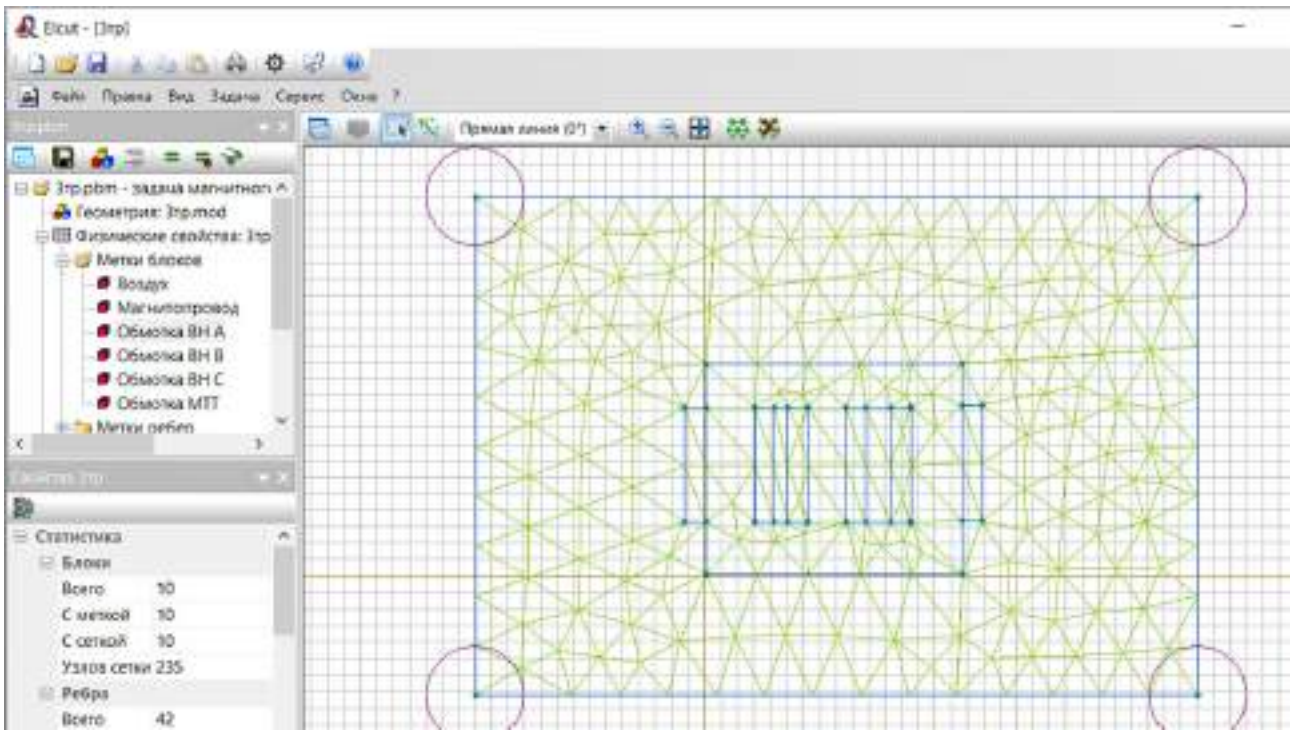 Elcut - [3тр]
Файл Правка Вид Задача Сервис Окно ?
Прямая линия (0°)
3тр.pbm - задача магнитног
Геометрия: 3тр.mod
Физические свойства: 3тр
Метки блоков
Воздух
Магнитопровод
Обмотка ВН А
Обмотка ВН В
Обмотка ВН С
Обмотка МТТ
Метки ребер
Свойства 3тр
Статистика
Блоки
Всего 10
С меткой 10
С сеткой 10
Узлов сетки 235
Ребра
Всего 42